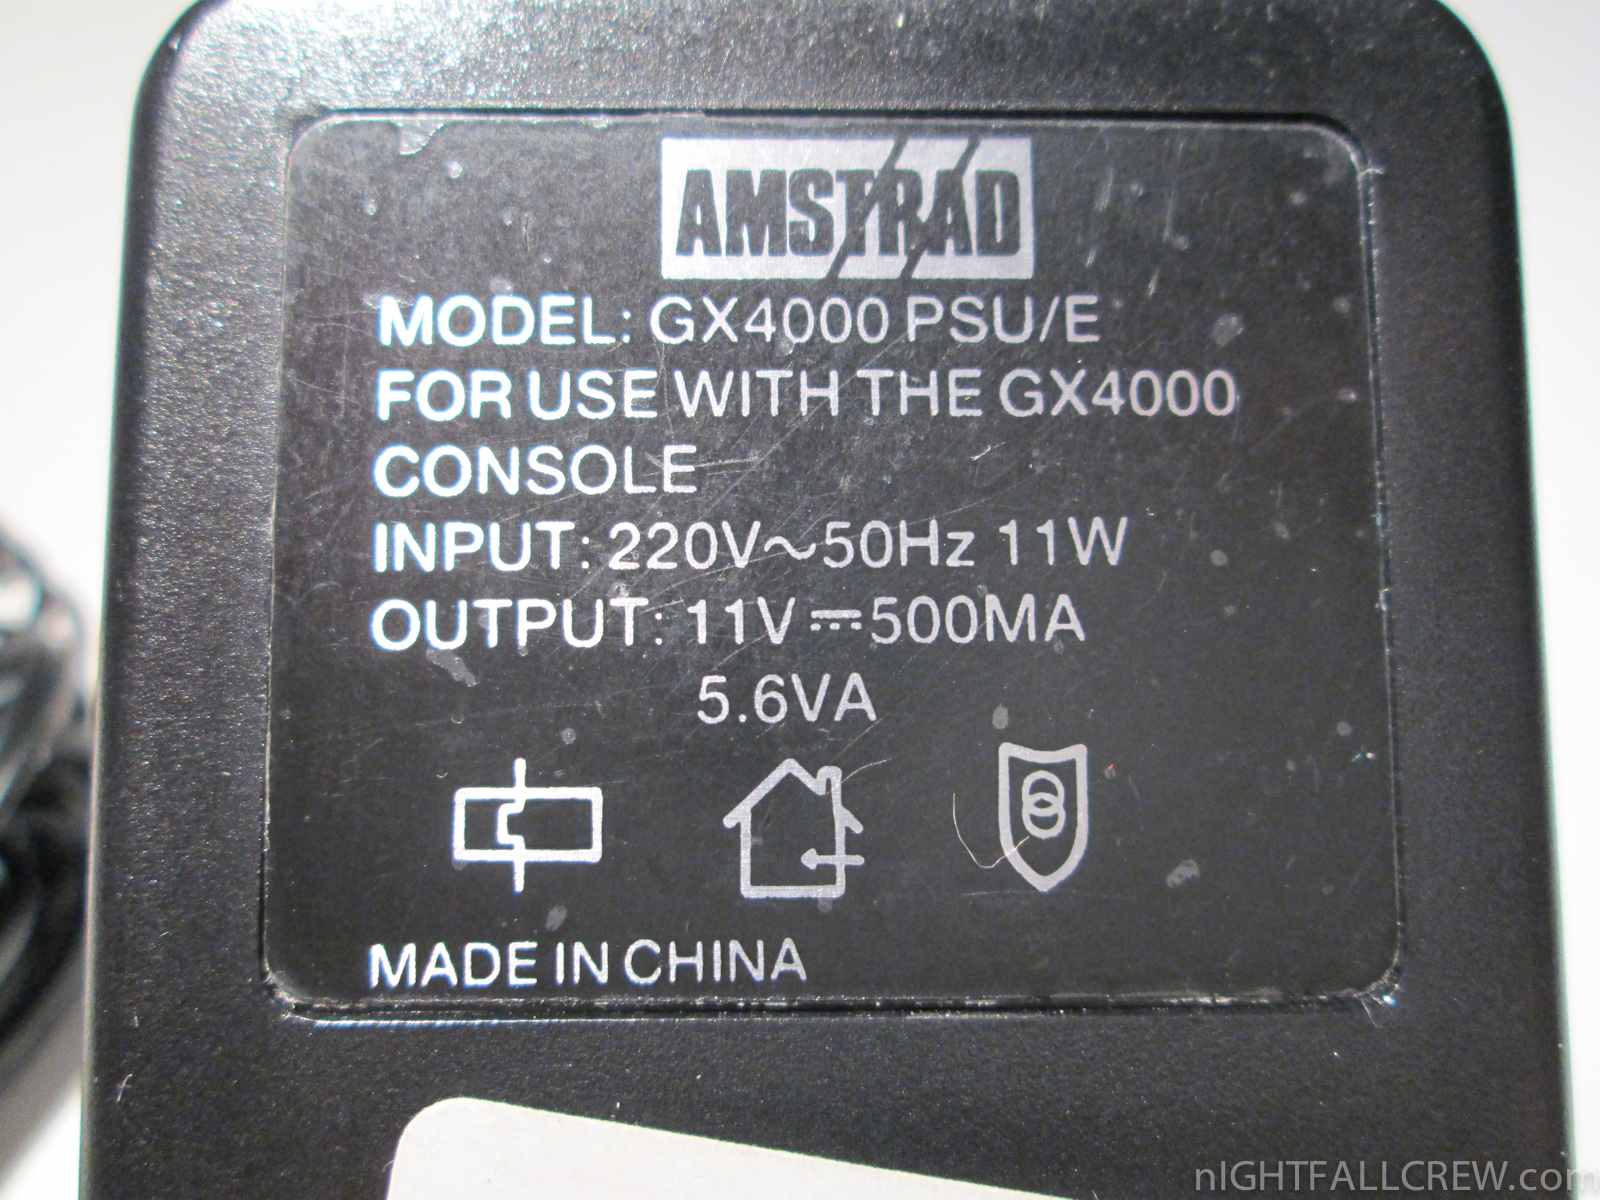 AMSTRAD
MODEL: GX4000 PSU/E
FOR USE WITH THE GX4000
CONSOLE
INPUT: 220V~50Hz 11W
OUTPUT: 11V ⎓500MA
5.6VA
MADE IN CHINA
nIGHTFALLCREW.com